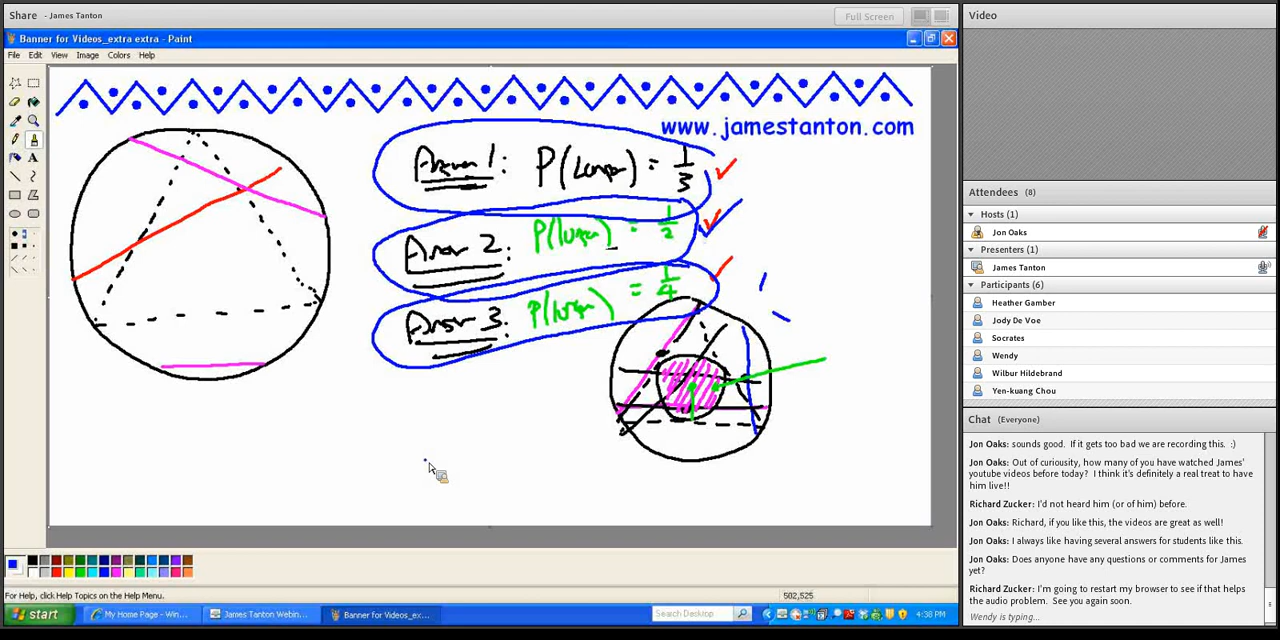 Share - James Tanton
Full Screen
Video
Banner for Videos_extra extra - Paint
File Edit View Image Colors Help
www.jamestanton.com
1: P( ) = 1/3
2: P( ) = 1/2
3: P( ) = 1/4
Attendees (8)
Hosts (1)
Jon Oaks
Presenters (1)
James Tanton
Participants (6)
Heather Gamber
Jody De Voe
Socrates
Wendy
Wilbur Hildebrand
Yen-kuang Chou
Chat (Everyone)
Jon Oaks: sounds good. If it gets too bad we are recording this. :)
Jon Oaks: Out of curiousity, how many of you have watched James'
youtube videos before today? I think it's definitely a real treat to have
him live!!
Richard Zucker: I'd not heard him (or of him) before.
Jon Oaks: Richard, if you like this, the videos are great as well!
Jon Oaks: I always like having several answers for students like this.
Jon Oaks: Does anyone have any questions or comments for James
yet?
Richard Zucker: I'm going to restart my browser to see if that helps
the audio problem. See you again soon.
Wendy is typing...
For Help, click Help Topics on the Help Menu.
502,525
start
My Home Page - Win...
James Tanton Webin...
Banner for Videos_ex...
Search Desktop
4:38 PM